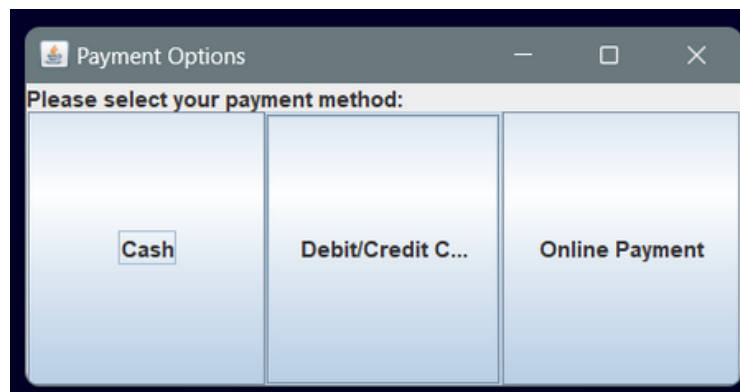 Payment Options
Please select your payment method:
Cash
Debit/Credit C...
Online Payment